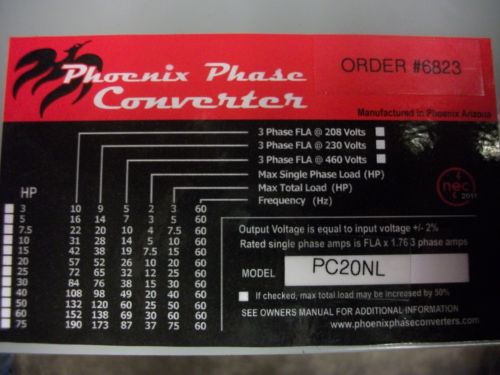 Phoenix Phase
Converter
ORDER #6823
Manufactured in Phoenix Arizona
3 Phase FLA @ 208 Volts
3 Phase FLA @ 230 Volts
3 Phase FLA @ 460 Volts
Max Single Phase Load (HP)
Max Total Load (HP)
Frequency (Hz)
nec
2011
HP
3 10 9 5 2 3 60
5 16 14 7 3 5 60
7.5 22 20 10 4 7.5 60
10 31 28 14 5 10 60
15 42 38 19 7.5 15 60
20 57 52 26 10 20 60
25 72 65 32 12 25 60
30 84 76 38 15 30 60
40 108 98 49 20 40 60
50 132 120 60 25 50 60
60 152 138 69 30 60 60
75 190 173 87 37 75 60
Output Voltage is equal to input voltage +/- 2%
Rated single phase amps is FLA x 1.76 3 phase amps
MODEL PC20NL
If checked, max total load may be increased by 50%
SEE OWNERS MANUAL FOR ADDITIONAL INFORMATION
www.phoenixphaseconverters.com